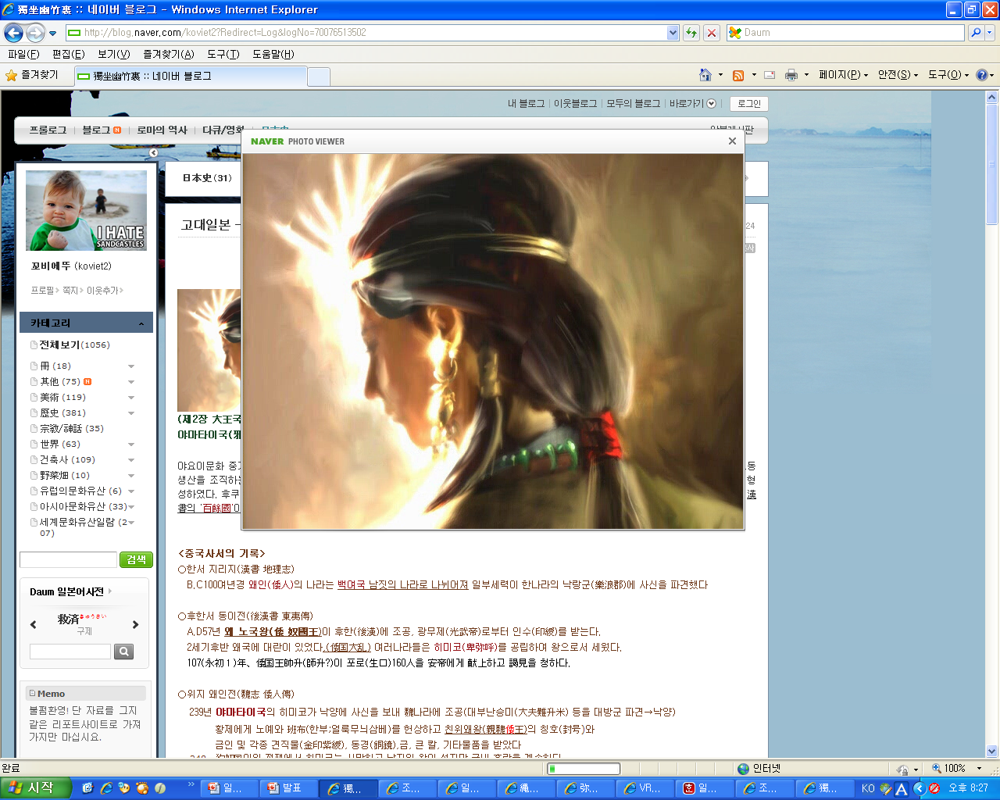 獨坐幽竹裏 :: 네이버 블로그 - Windows Internet Explorer
http://blog.naver.com/koviet2?Redirect=Log&logNo=70076513502
Daum
파일(F) 편집(E) 보기(V) 즐겨찾기(A) 도구(T) 도움말(H)
즐겨찾기
獨坐幽竹裏 :: 네이버 블로그
페이지(P) 안전(S) 도구(O)
내 블로그 이웃블로그 모두의 블로그 바로가기 로그인
프롤로그 블로그 N 로마의 역사 다큐/영화 日本史
NAVER PHOTO VIEWER
日本史 (31)
고대일본 -
24
I HATE
SANDCASTLES
꼬비에뚜 (koviet2)
프로필 쪽지 이웃추가
카테고리
전체보기 (1056)
冊 (18)
其他 (75) N
美術 (119)
歷史 (381)
宗敎/神話 (35)
世界 (63)
건축사 (109)
野菜畑 (10)
유럽의문화유산 (6)
아시아문화유산 (33)
세계문화유산일람 (2
07)
검색
Daum 일본어사전
きゅうさい
救済
구제
Memo
불펌환영! 단 자료를 그지
같은 리포트사이트로 가져
가지만 마십시요.
(제2장 大王국
야마타이국(邪
야요이문화 중기
동
생산을 조직하는
형
성하였다. 후쿠
漢
書의 '百餘國'이
<중국사서의 기록>
○한서 지리지(漢書 地理志)
B.C100여년경 왜인(倭人)의 나라는 백여국 남짓의 나라로 나뉘어져 일부세력이 한나라의 낙랑군(樂浪郡)에 사신을 파견했다
○후한서 동이전(後漢書 東夷傳)
A.D57년 왜 노국왕(倭 奴國王)이 후한(後漢)에 조공, 광무제(光武帝)로부터 인수(印綬)를 받는다.
2세기후반 왜국에 대란이 있었다.(倭国大乱) 여러나라들은 히미코(卑弥呼)를 공립하며 왕으로서 세웠다.
107(永初１)年、倭国王帥升(師升?)이 포로(生口)160人을 安帝에게 献上하고 謁見을 청하다.
○위지 왜인전(魏志 倭人傳)
239년 야마타이국의 히미코가 낙양에 사신을 보내 魏나라에 조공(대부난승미(大夫難升米) 등을 대방군 파견→낙양)
황제에게 노예와 班布(한부;얼룩무늬삼베)를 헌상하고 친위왜왕(親魏倭王)의 칭호(封号)와
금인 및 각종 견직물(金印紫綬), 동경(銅鏡),금, 큰 칼, 기타물품을 받았다
완료
인터넷
100%
시작
일... 발표 獨... 조... 일... 縄... 弥... VR... 일... 조... 獨...
KO
A
오후 8:27